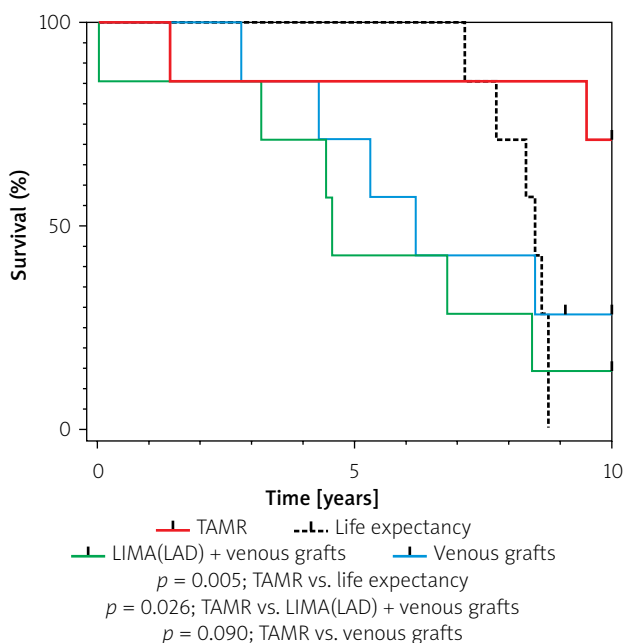 100
50
0
Survival (%)
0 5 10
Time [years]
TAMR Life expectancy
LIMA(LAD) + venous grafts Venous grafts
p = 0.005; TAMR vs. life expectancy
p = 0.026; TAMR vs. LIMA(LAD) + venous grafts
p = 0.090; TAMR vs. venous grafts